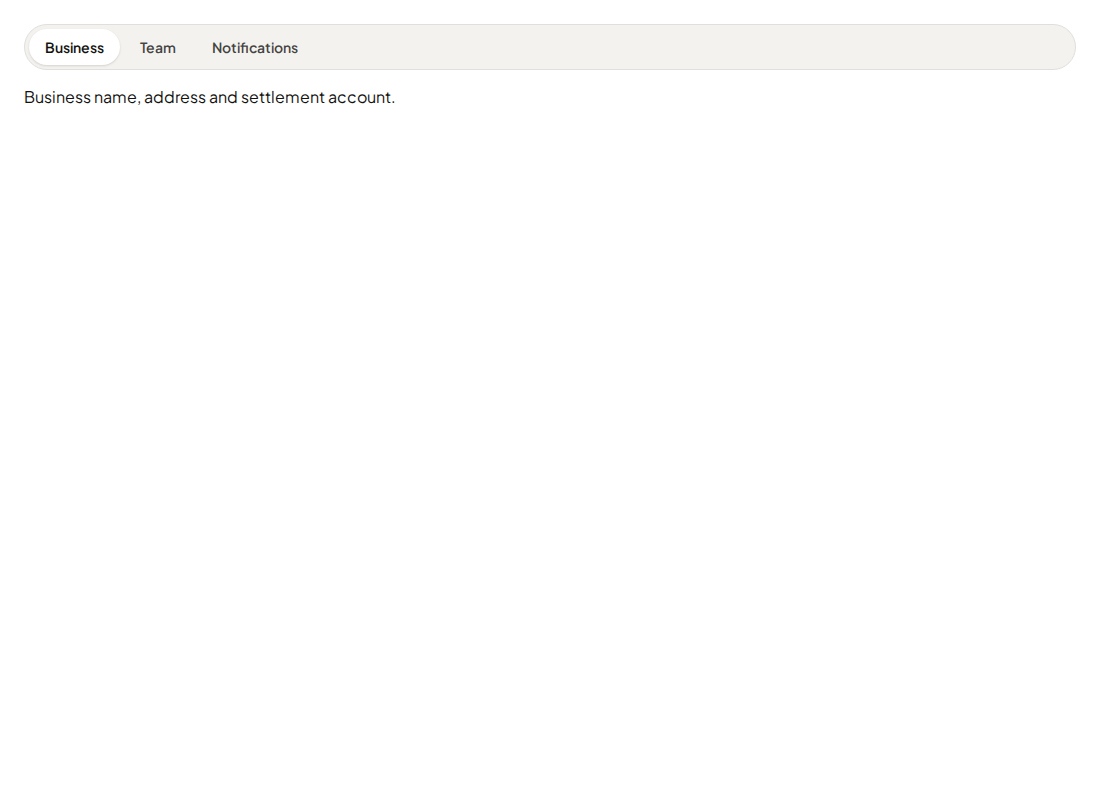 Business Team Notifications
Business name, address and settlement account.